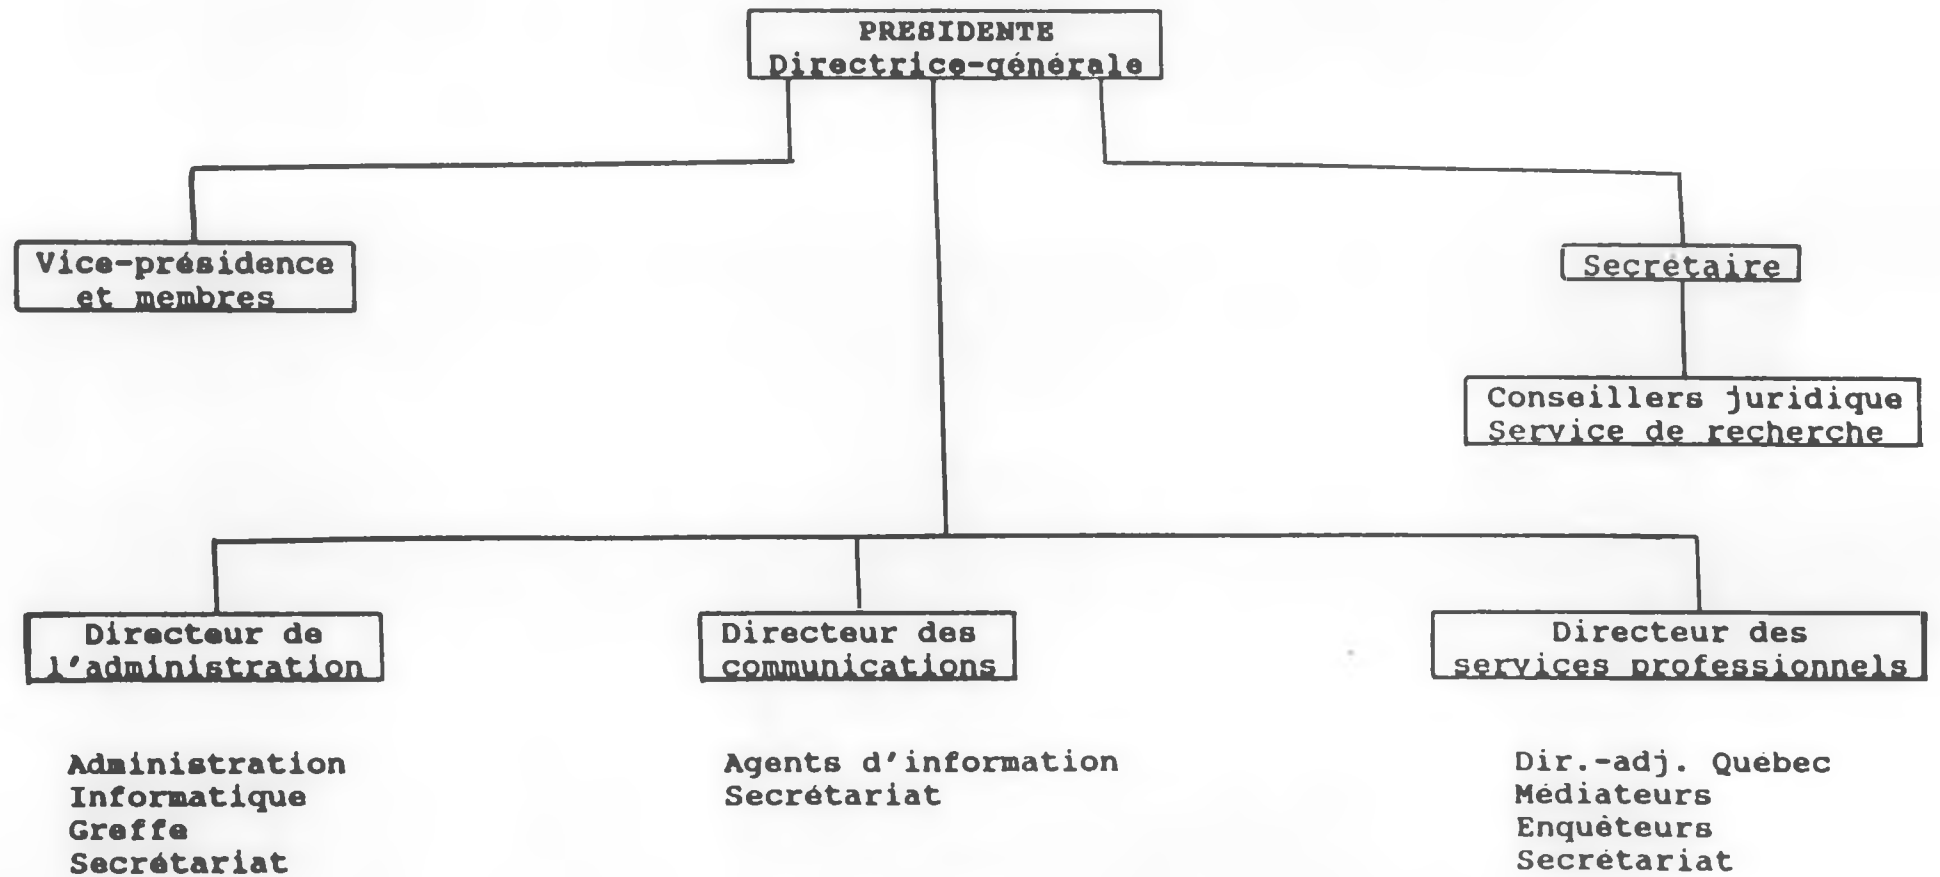 PRESIDENTE
Directrice-générale
Vice-présidence
et membres
Secrétaire
Conseillers juridique
Service de recherche
Directeur de
l'administration
Directeur des
communications
Directeur des
services professionnels
Administration
Informatique
Greffe
Secrétariat
Agents d'information
Secrétariat
Dir.-adj. Québec
Médiateurs
Enquêteurs
Secrétariat